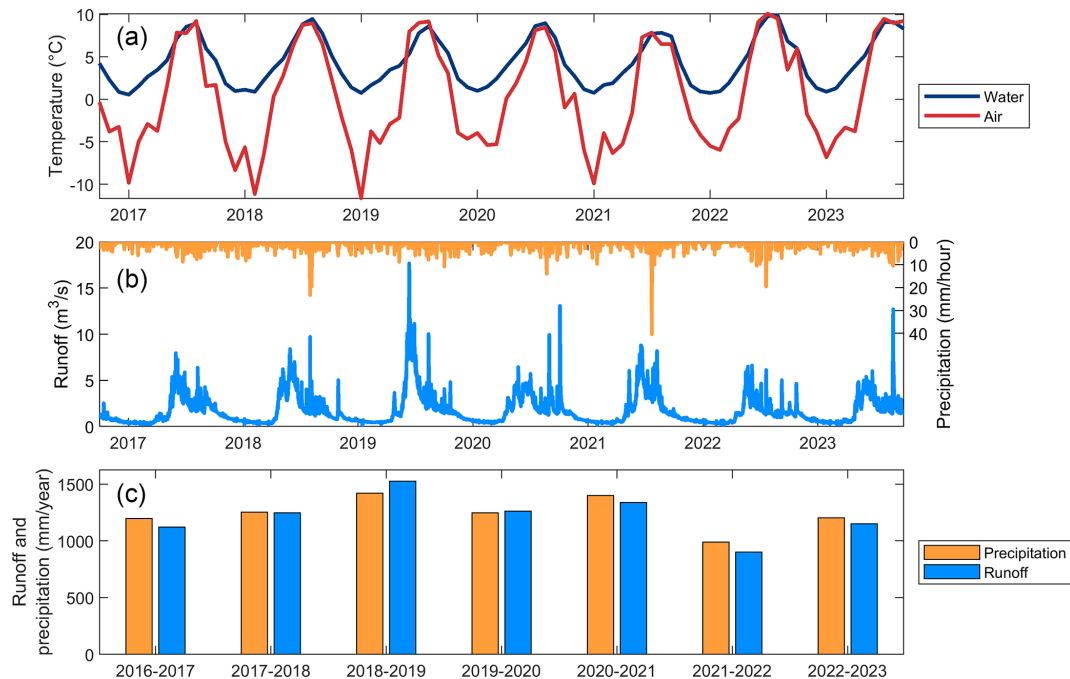 (a)
Temperature (°C)
10
5
0
-5
-10
2017 2018 2019 2020 2021 2022 2023
Water
Air
(b)
Runoff (m³/s)
20
15
10
5
0
Precipitation (mm/hour)
0
10
20
30
40
2017 2018 2019 2020 2021 2022 2023
(c)
Runoff and
precipitation (mm/year)
1500
1000
500
0
2016-2017 2017-2018 2018-2019 2019-2020 2020-2021 2021-2022 2022-2023
Precipitation
Runoff